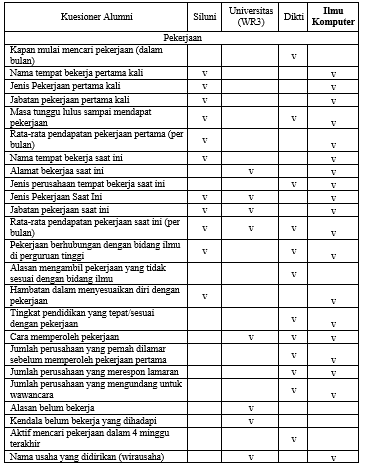 Kuesioner Alumni Siluni Universitas Dikti Ilmu
(WR3) Komputer
Pekerjaan
Kapan mulai mencari pekerjaan (dalam
bulan) v
Nama tempat bekerja pertama kali v v
Jenis Pekerjaan pertama kali v v
Jabatan pekerjaan pertama kali v v
Masa tunggu lulus sampai mendapat
pekerjaan v v v
Rata-rata pendapatan pekerjaan pertama (per
bulan) v v
Nama tempat bekerja saat ini v v
Alamat bekerjaa saat ini v v
Jenis perusahaan tempat bekerja saat ini v v
Jenis Pekerjaan Saat Ini v v v
Jabatan pekerjaan saat ini v v v
Rata-rata pendapatan pekerjaan saat ini (per
bulan) v v v v
Pekerjaan berhubungan dengan bidang ilmu
di perguruan tinggi v v v
Alasan mengambil pekerjaan yang tidak
sesuai dengan bidang ilmu v
Hambatan dalam menyesuaikan diri dengan
pekerjaan v v
Tingkat pendidikan yang tepat/sesuai
dengan pekerjaan v v
Cara memperoleh pekerjaan v v v
Jumlah perusahaan yang pernah dilamar
sebelum memperoleh pekerjaan pertama v v
Jumlah perusahaan yang merespon lamaran v v
Jumlah perusahaan yang mengundang untuk
wawancara v v
Alasan belum bekerja v
Kendala belum bekerja yang dihadapi v
Aktif mencari pekerjaan dalam 4 minggu
terakhir v
Nama usaha yang didirikan (wirausaha) v v